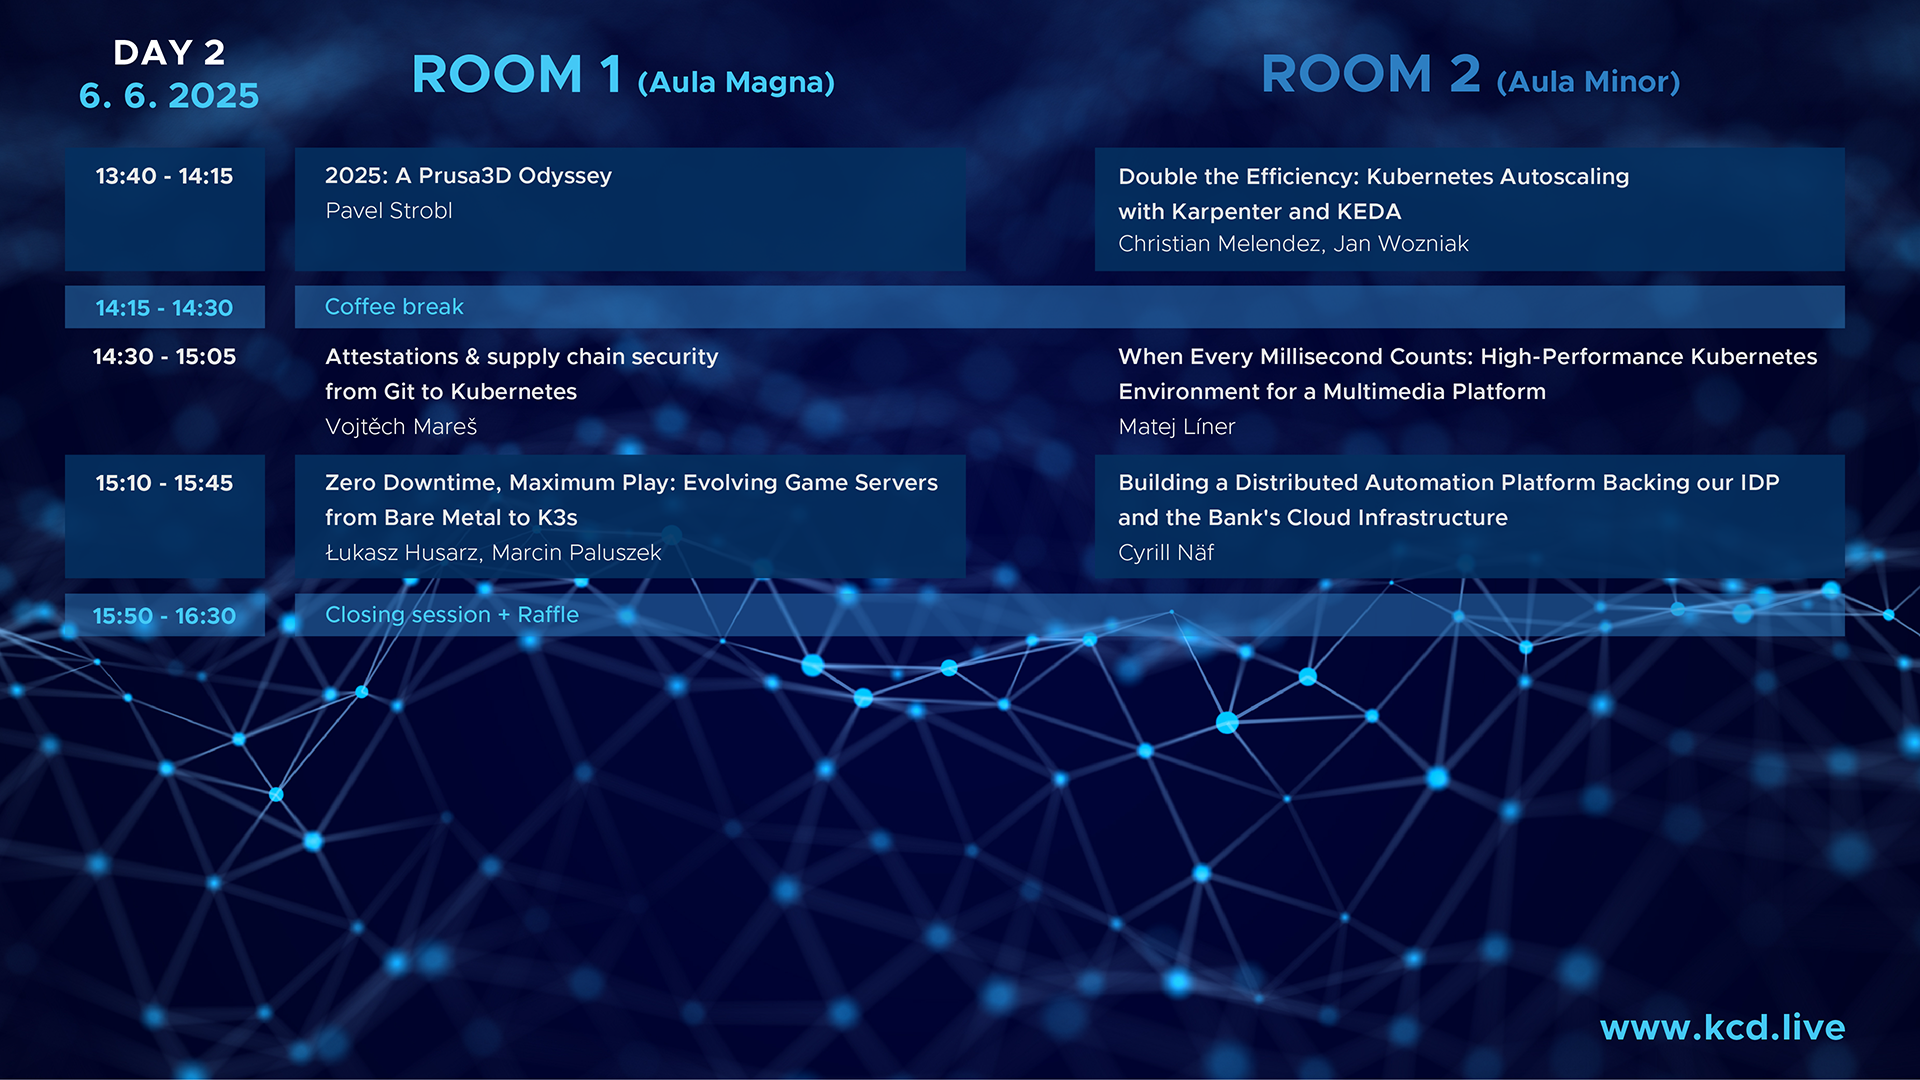 DAY 2
6. 6. 2025
ROOM 1 (Aula Magna)
ROOM 2 (Aula Minor)
13:40 - 14:15
2025: A Prusa3D Odyssey
Pavel Strobl
Double the Efficiency: Kubernetes Autoscaling
with Karpenter and KEDA
Christian Melendez, Jan Wozniak
14:15 - 14:30
Coffee break
14:30 - 15:05
Attestations & supply chain security
from Git to Kubernetes
Vojtěch Mareš
When Every Millisecond Counts: High-Performance Kubernetes
Environment for a Multimedia Platform
Matej Líner
15:10 - 15:45
Zero Downtime, Maximum Play: Evolving Game Servers
from Bare Metal to K3s
Łukasz Husarz, Marcin Paluszek
Building a Distributed Automation Platform Backing our IDP
and the Bank's Cloud Infrastructure
Cyrill Näf
15:50 - 16:30
Closing session + Raffle
www.kcd.live